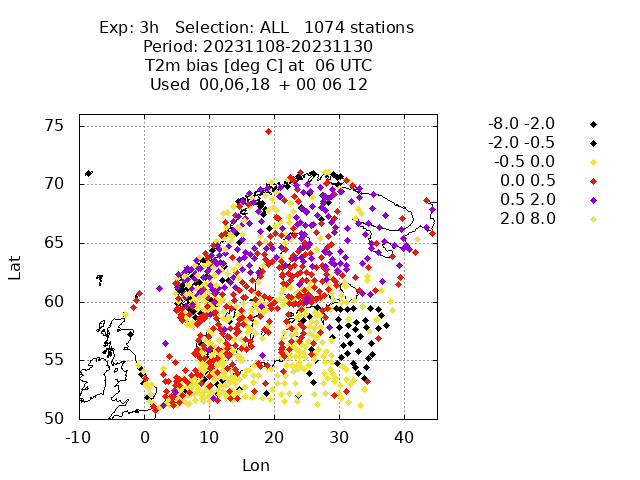 Exp: 3h   Selection: ALL   1074 stations
Period: 20231108-20231130
T2m bias [deg C] at  06 UTC
Used 00,06,18  + 00 06 12
-8.0 -2.0
-2.0 -0.5
-0.5 0.0
0.0 0.5
0.5 2.0
2.0 8.0
75
70
65
60
55
50
Lat
-10 0 10 20 30 40
Lon